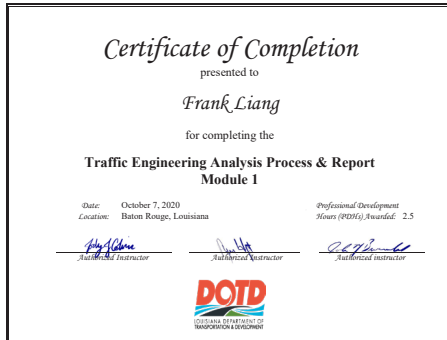 Certificate of Completion
presented to
Frank Liang
for completing the
Traffic Engineering Analysis Process & Report
Module 1
Date: October 7, 2020
Location: Baton Rouge, Louisiana
Professional Development
Hours (PDHs) Awarded: 2.5
Authorized Instructor
Authorized Instructor
Authorized instructor
DOTD
LOUISIANA DEPARTMENT OF
TRANSPORTATION & DEVELOPMENT